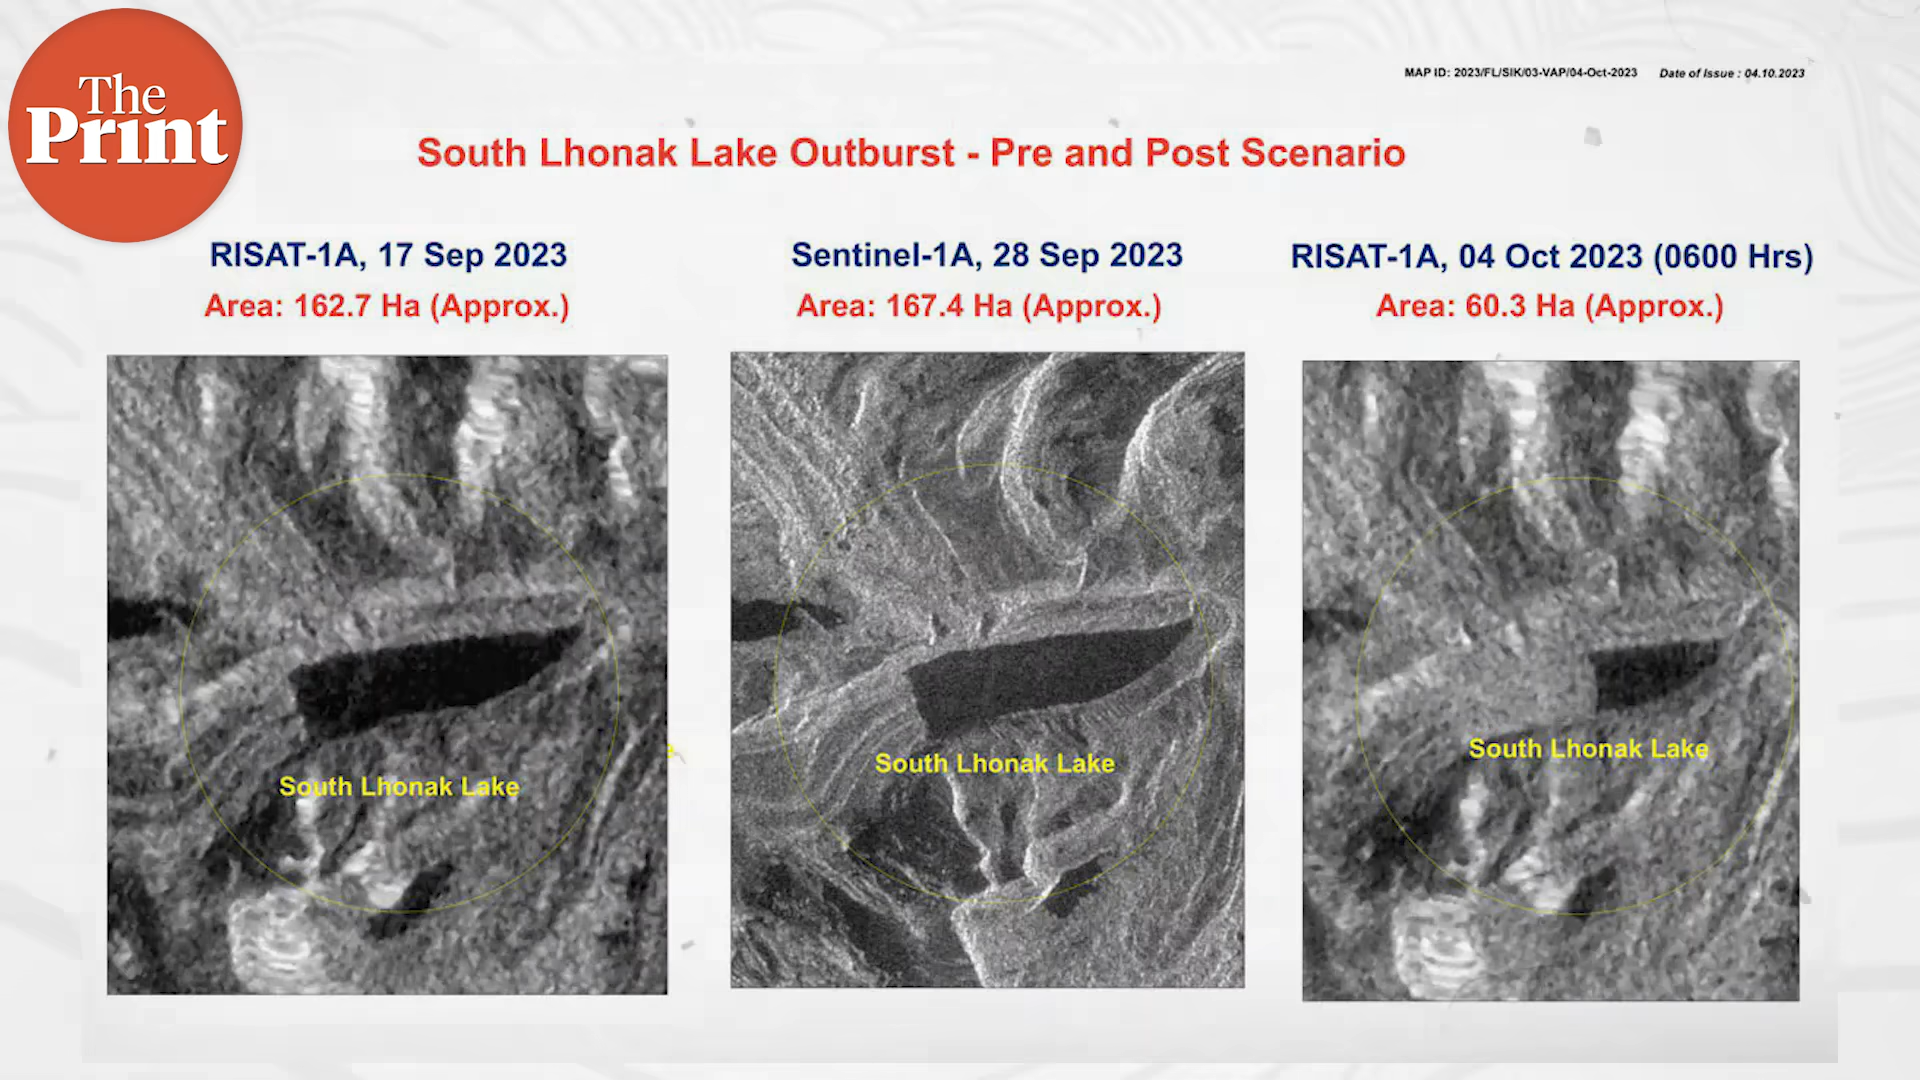 The
Print
MAP ID: 2023/FL/SIK/03-VAP/04-Oct-2023 Date of Issue : 04.10.2023
South Lhonak Lake Outburst - Pre and Post Scenario
RISAT-1A, 17 Sep 2023
Area: 162.7 Ha (Approx.)
South Lhonak Lake
Sentinel-1A, 28 Sep 2023
Area: 167.4 Ha (Approx.)
South Lhonak Lake
RISAT-1A, 04 Oct 2023 (0600 Hrs)
Area: 60.3 Ha (Approx.)
South Lhonak Lake